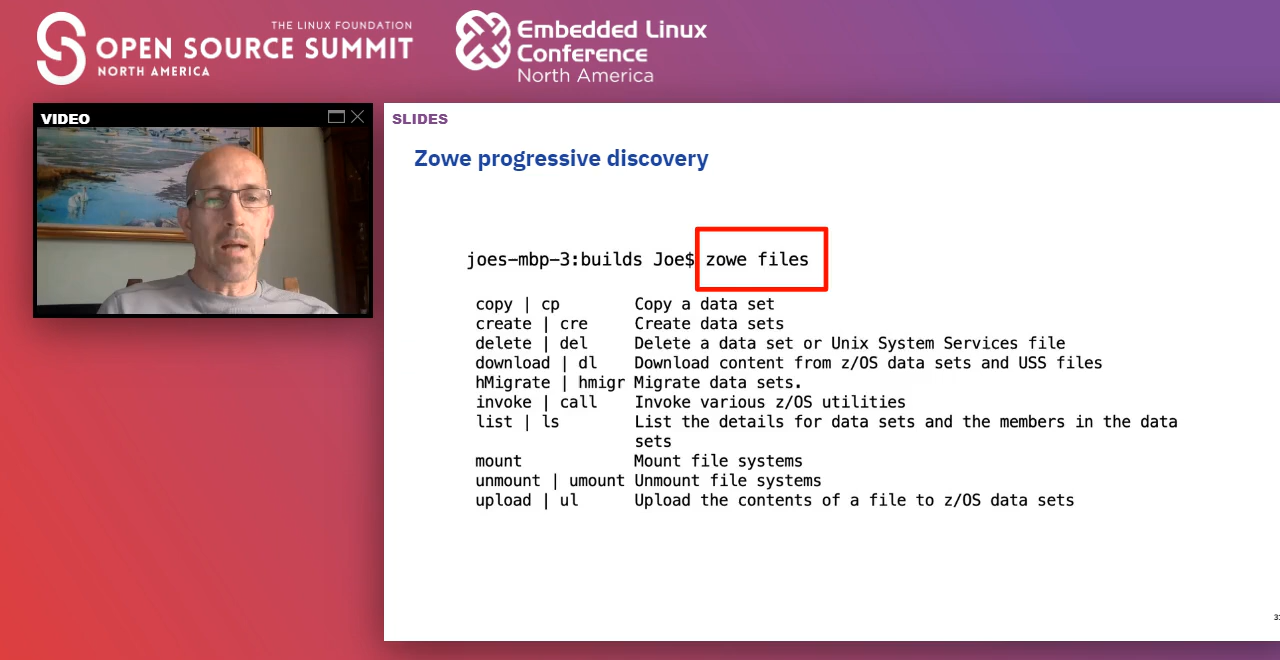 THE LINUX FOUNDATION
OPEN SOURCE SUMMIT
NORTH AMERICA
Embedded Linux
Conference
North America
VIDEO
SLIDES
Zowe progressive discovery
joes-mbp-3:builds Joe$ zowe files
copy | cp Copy a data set
create | cre Create data sets
delete | del Delete a data set or Unix System Services file
download | dl Download content from z/OS data sets and USS files
hMigrate | hmigr Migrate data sets.
invoke | call Invoke various z/OS utilities
list | ls List the details for data sets and the members in the data
sets
mount Mount file systems
unmount | umount Unmount file systems
upload | ul Upload the contents of a file to z/OS data sets